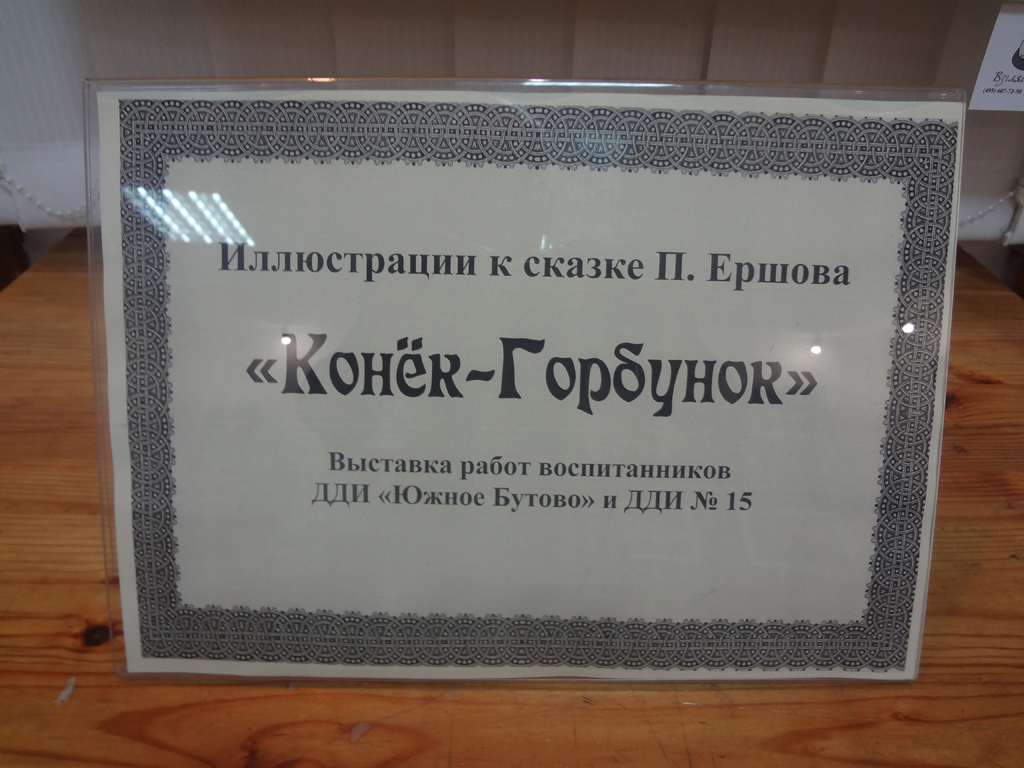 Иллюстрации к сказке П. Ершова
«Конёк-Горбунок»
Выставка работ воспитанников
ДДИ «Южное Бутово» и ДДИ № 15